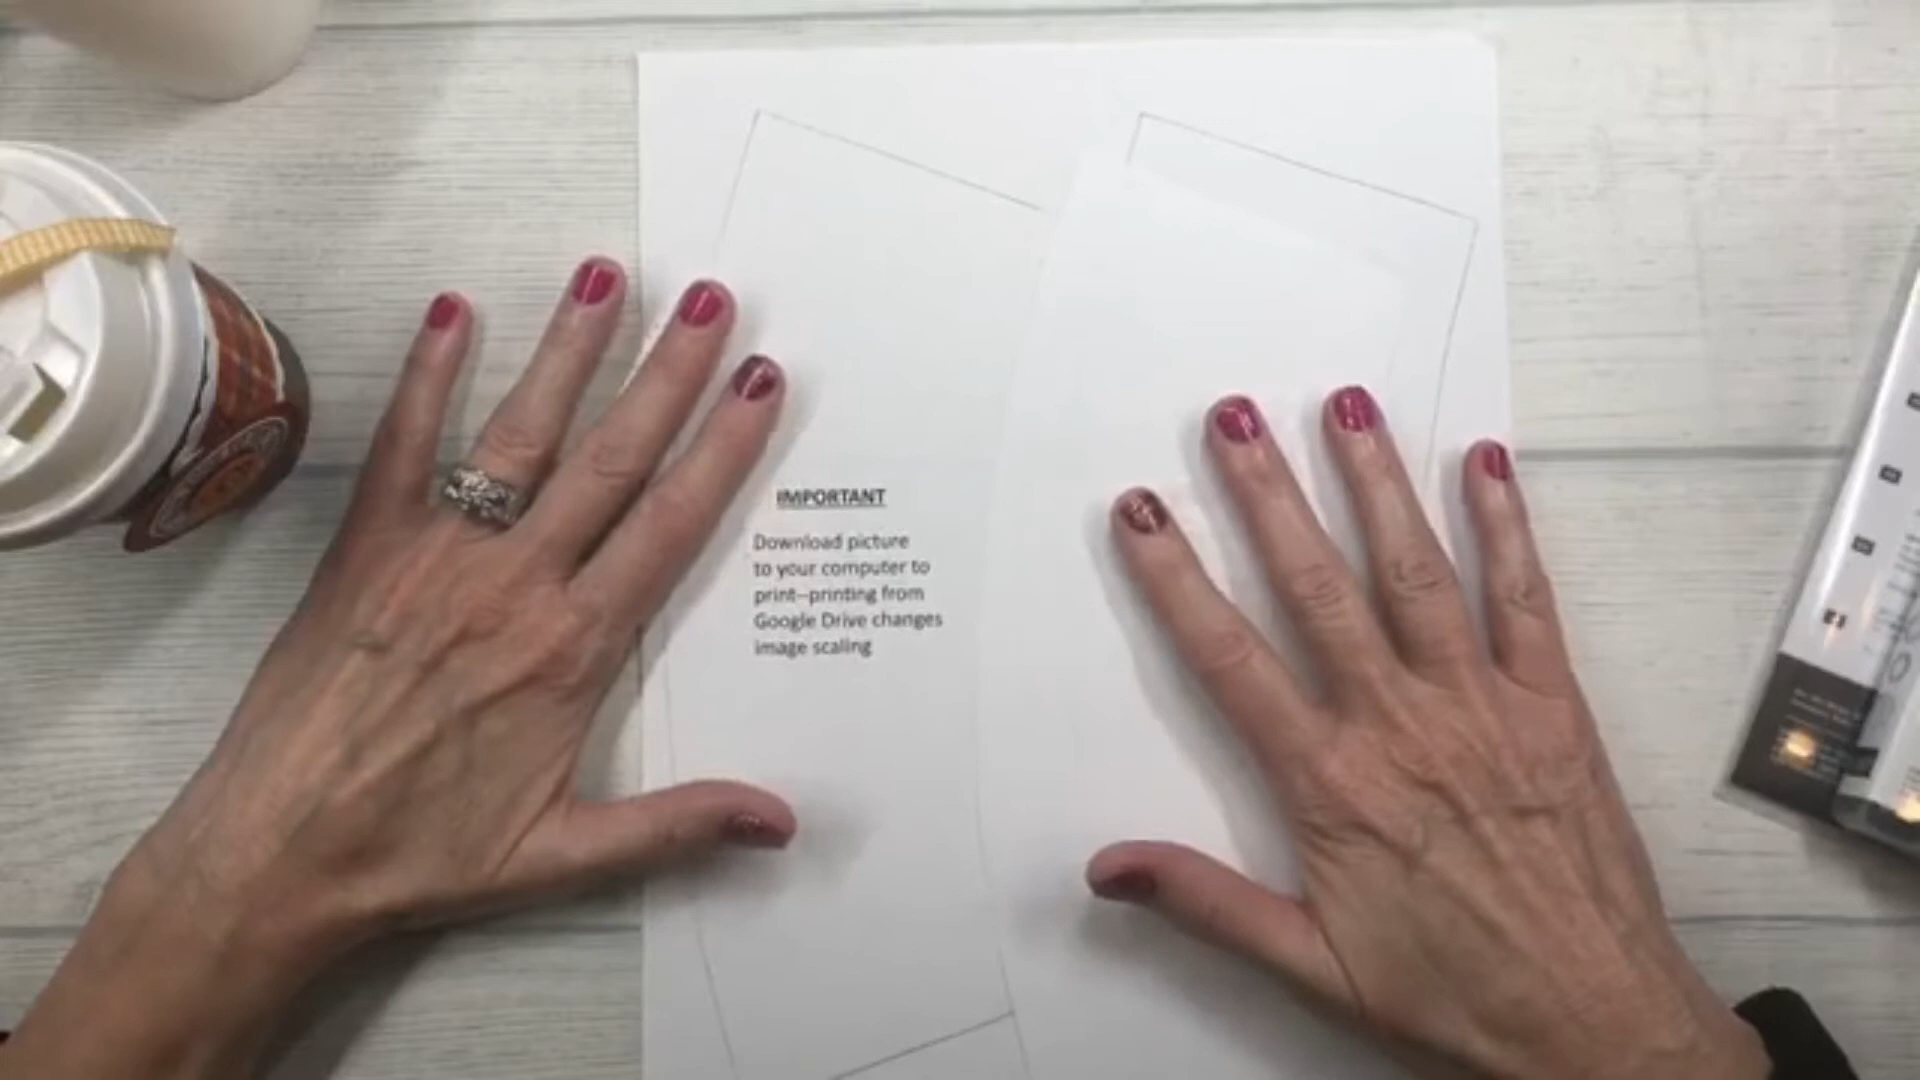 IMPORTANT
Download picture
to your computer to
print--printing from
Google Drive changes
image scaling